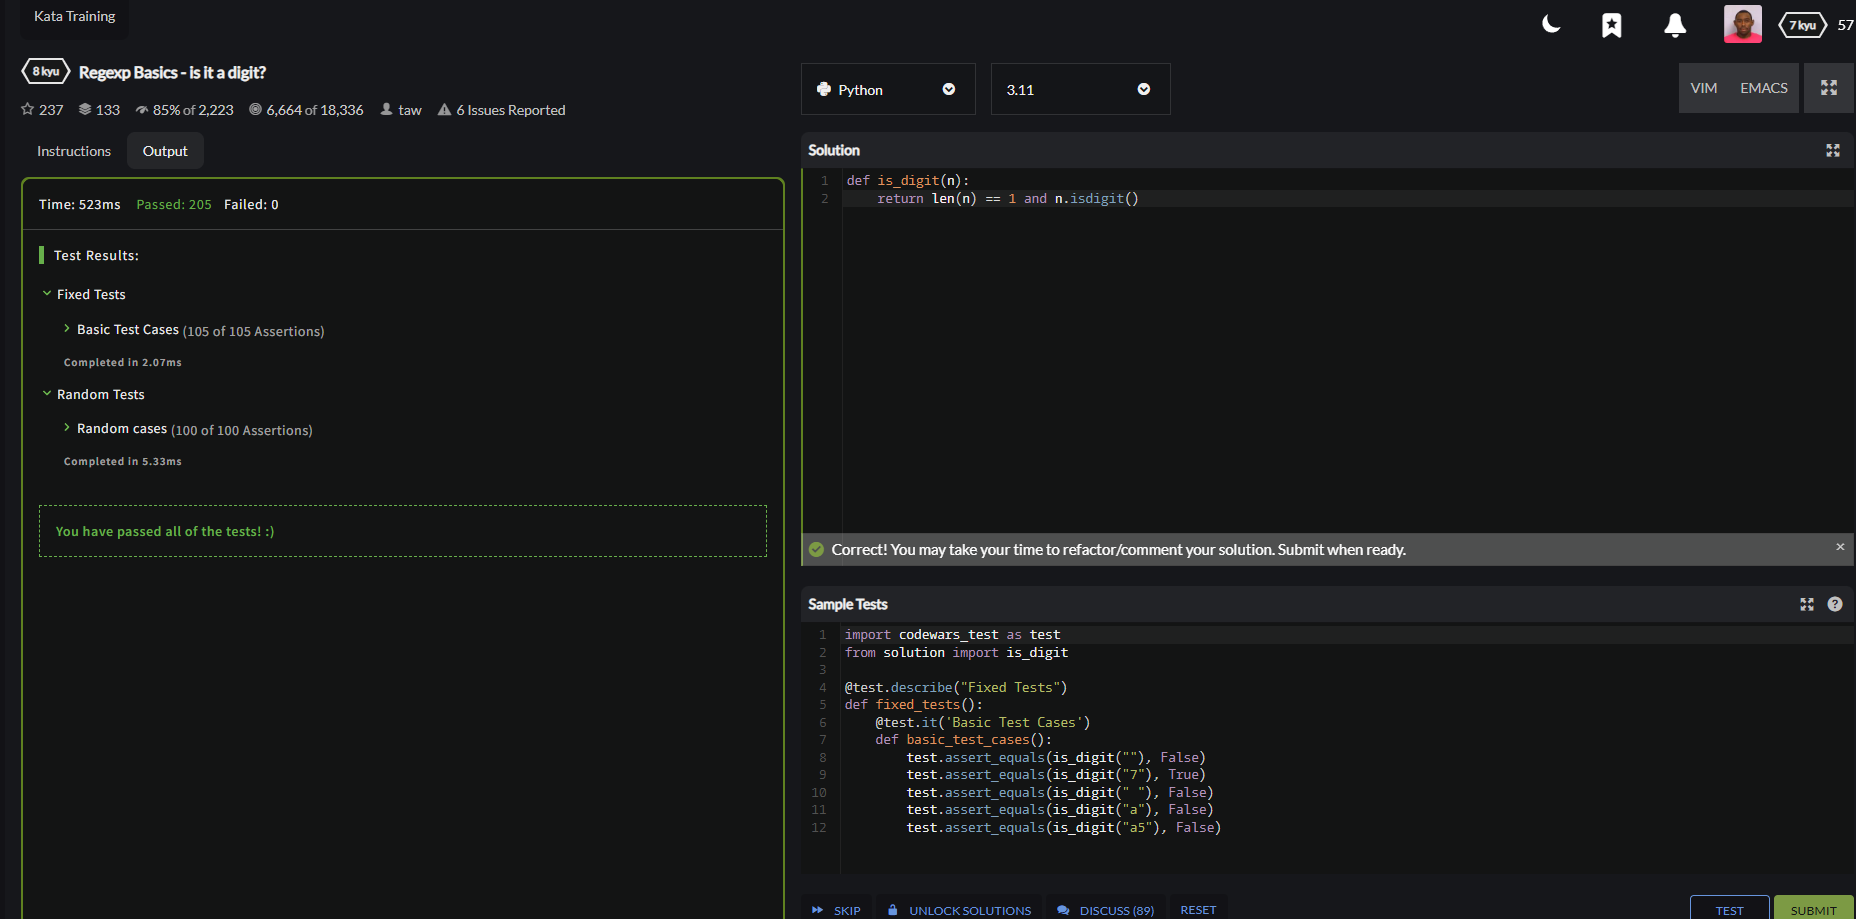 Kata Training
7 kyu 57
8 kyu Regexp Basics - is it a digit?
237 133 85% of 2,223 6,664 of 18,336 taw 6 Issues Reported
Instructions Output
Time: 523ms Passed: 205 Failed: 0
Test Results:
Fixed Tests
Basic Test Cases (105 of 105 Assertions)
Completed in 2.07ms
Random Tests
Random cases (100 of 100 Assertions)
Completed in 5.33ms
You have passed all of the tests! :)
Python 3.11 VIM EMACS
Solution
1 def is_digit(n):
2     return len(n) == 1 and n.isdigit()
Correct! You may take your time to refactor/comment your solution. Submit when ready. ×
Sample Tests ?
1 import codewars_test as test
2 from solution import is_digit
3
4 @test.describe("Fixed Tests")
5 def fixed_tests():
6     @test.it('Basic Test Cases')
7     def basic_test_cases():
8         test.assert_equals(is_digit(""), False)
9         test.assert_equals(is_digit("7"), True)
10         test.assert_equals(is_digit(" "), False)
11         test.assert_equals(is_digit("a"), False)
12         test.assert_equals(is_digit("a5"), False)
SKIP UNLOCK SOLUTIONS DISCUSS (89) RESET TEST SUBMIT